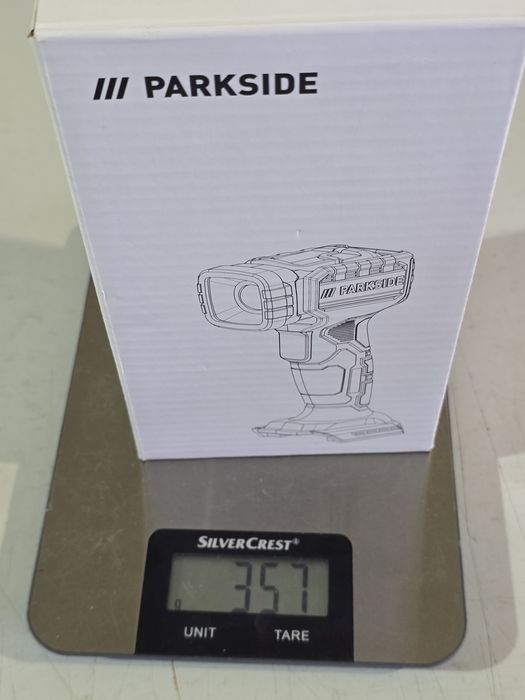 /// PARKSIDE
/// PARKSIDE
SILVERCREST®
357
g
UNIT TARE